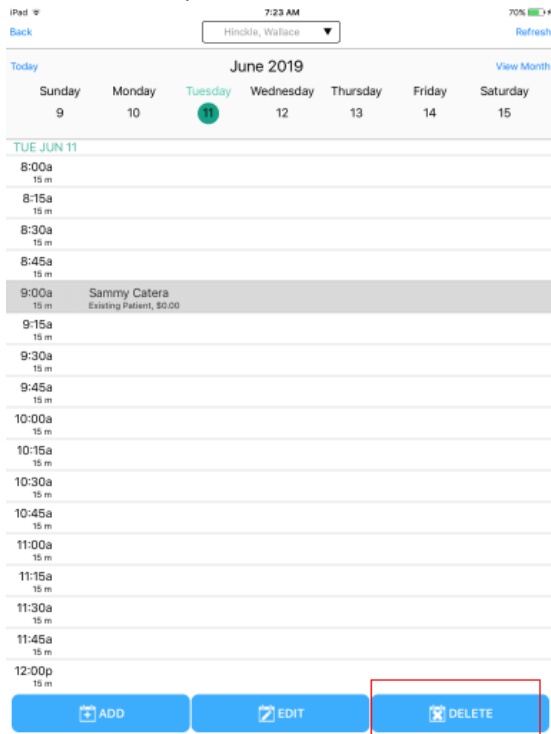 iPad 7:23 AM 70%
Back Hinckle, Wallace ▼ Refresh
Today June 2019 View Month
Sunday Monday Tuesday Wednesday Thursday Friday Saturday
9 10 11 12 13 14 15
TUE JUN 11
8:00a
15 m
8:15a
15 m
8:30a
15 m
8:45a
15 m
9:00a Sammy Catera
15 m Existing Patient, $0.00
9:15a
15 m
9:30a
15 m
9:45a
15 m
10:00a
15 m
10:15a
15 m
10:30a
15 m
10:45a
15 m
11:00a
15 m
11:15a
15 m
11:30a
15 m
11:45a
15 m
12:00p
15 m
ADD EDIT DELETE